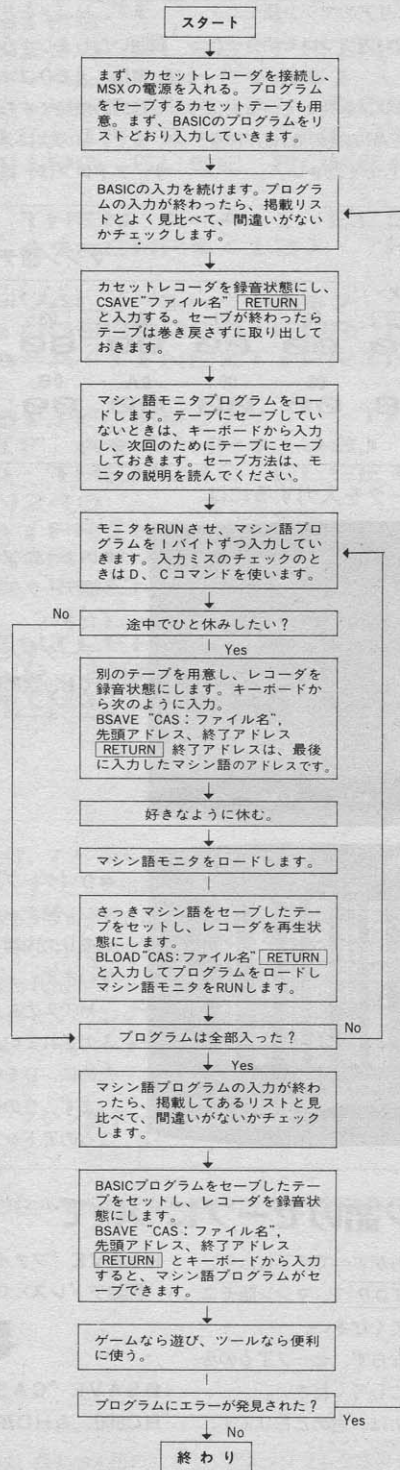 スタート
まず、カセットレコーダを接続し、
MSXの電源を入れる。プログラム
をセーブするカセットテープも用
意。まず、BASICのプログラムをリ
ストどおり入力していきます。
BASICの入力を続けます。プログラ
ムの入力が終わったら、掲載リス
トとよく見比べて、間違いがない
かチェックします。
カセットレコーダを録音状態にし、
CSAVE"ファイル名" RETURN
と入力する。セーブが終わったら
テープは巻き戻さずに取り出して
おきます。
マシン語モニタプログラムをロー
ドします。テープにセーブしてい
ないときは、キーボードから入力
し、次回のためにテープにセーブ
しておきます。セーブ方法は、モ
ニタの説明を読んでください。
モニタをRUNさせ、マシン語プロ
グラムを1バイトずつ入力してい
きます。入力ミスのチェックのと
きはD、Cコマンドを使います。
No
途中でひと休みしたい？
Yes
別のテープを用意し、レコーダを
録音状態にします。キーボードか
ら次のように入力。
BSAVE "CAS：ファイル名",
先頭アドレス、終了アドレス
RETURN 終了アドレスは、最後
に入力したマシン語のアドレスです。
好きなように休む。
マシン語モニタをロードします。
さっきマシン語をセーブしたテー
プをセットし、レコーダを再生状
態にします。
BLOAD"CAS：ファイル名" RETURN
と入力してプログラムをロードし
マシン語モニタをRUNします。
プログラムは全部入った？
No
Yes
マシン語プログラムの入力が終わ
ったら、掲載してあるリストと見
比べて、間違いがないかチェック
します。
BASICプログラムをセーブしたテー
プをセットし、レコーダを録音状
態にします。
BSAVE "CAS：ファイル名",
先頭アドレス、終了アドレス
RETURN とキーボードから入力
すると、マシン語プログラムがセ
ーブできます。
ゲームなら遊び、ツールなら便利
に使う。
プログラムにエラーが発見された？
Yes
No
終わり